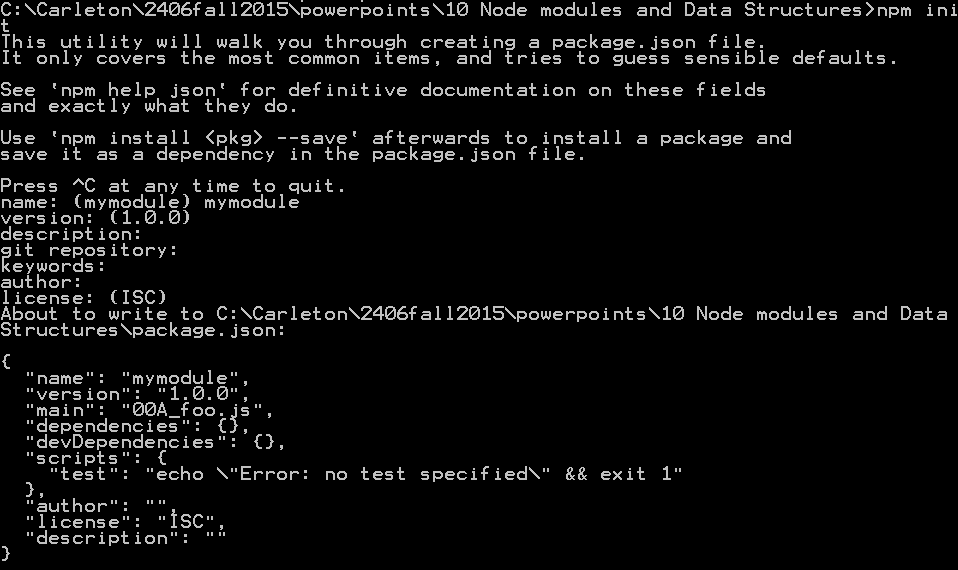 C:\Carleton\2406fall2015\powerpoints\10 Node modules and Data Structures>npm ini
t
This utility will walk you through creating a package.json file.
It only covers the most common items, and tries to guess sensible defaults.
See 'npm help json' for definitive documentation on these fields
and exactly what they do.
Use 'npm install <pkg> --save' afterwards to install a package and
save it as a dependency in the package.json file.
Press ^C at any time to quit.
name: (mymodule) mymodule
version: (1.0.0)
description:
git repository:
keywords:
author:
license: (ISC)
About to write to C:\Carleton\2406fall2015\powerpoints\10 Node modules and Data
Structures\package.json:
{
  "name": "mymodule",
  "version": "1.0.0",
  "main": "00A_foo.js",
  "dependencies": {},
  "devDependencies": {},
  "scripts": {
    "test": "echo \"Error: no test specified\" && exit 1"
  },
  "author": "",
  "license": "ISC",
  "description": ""
}